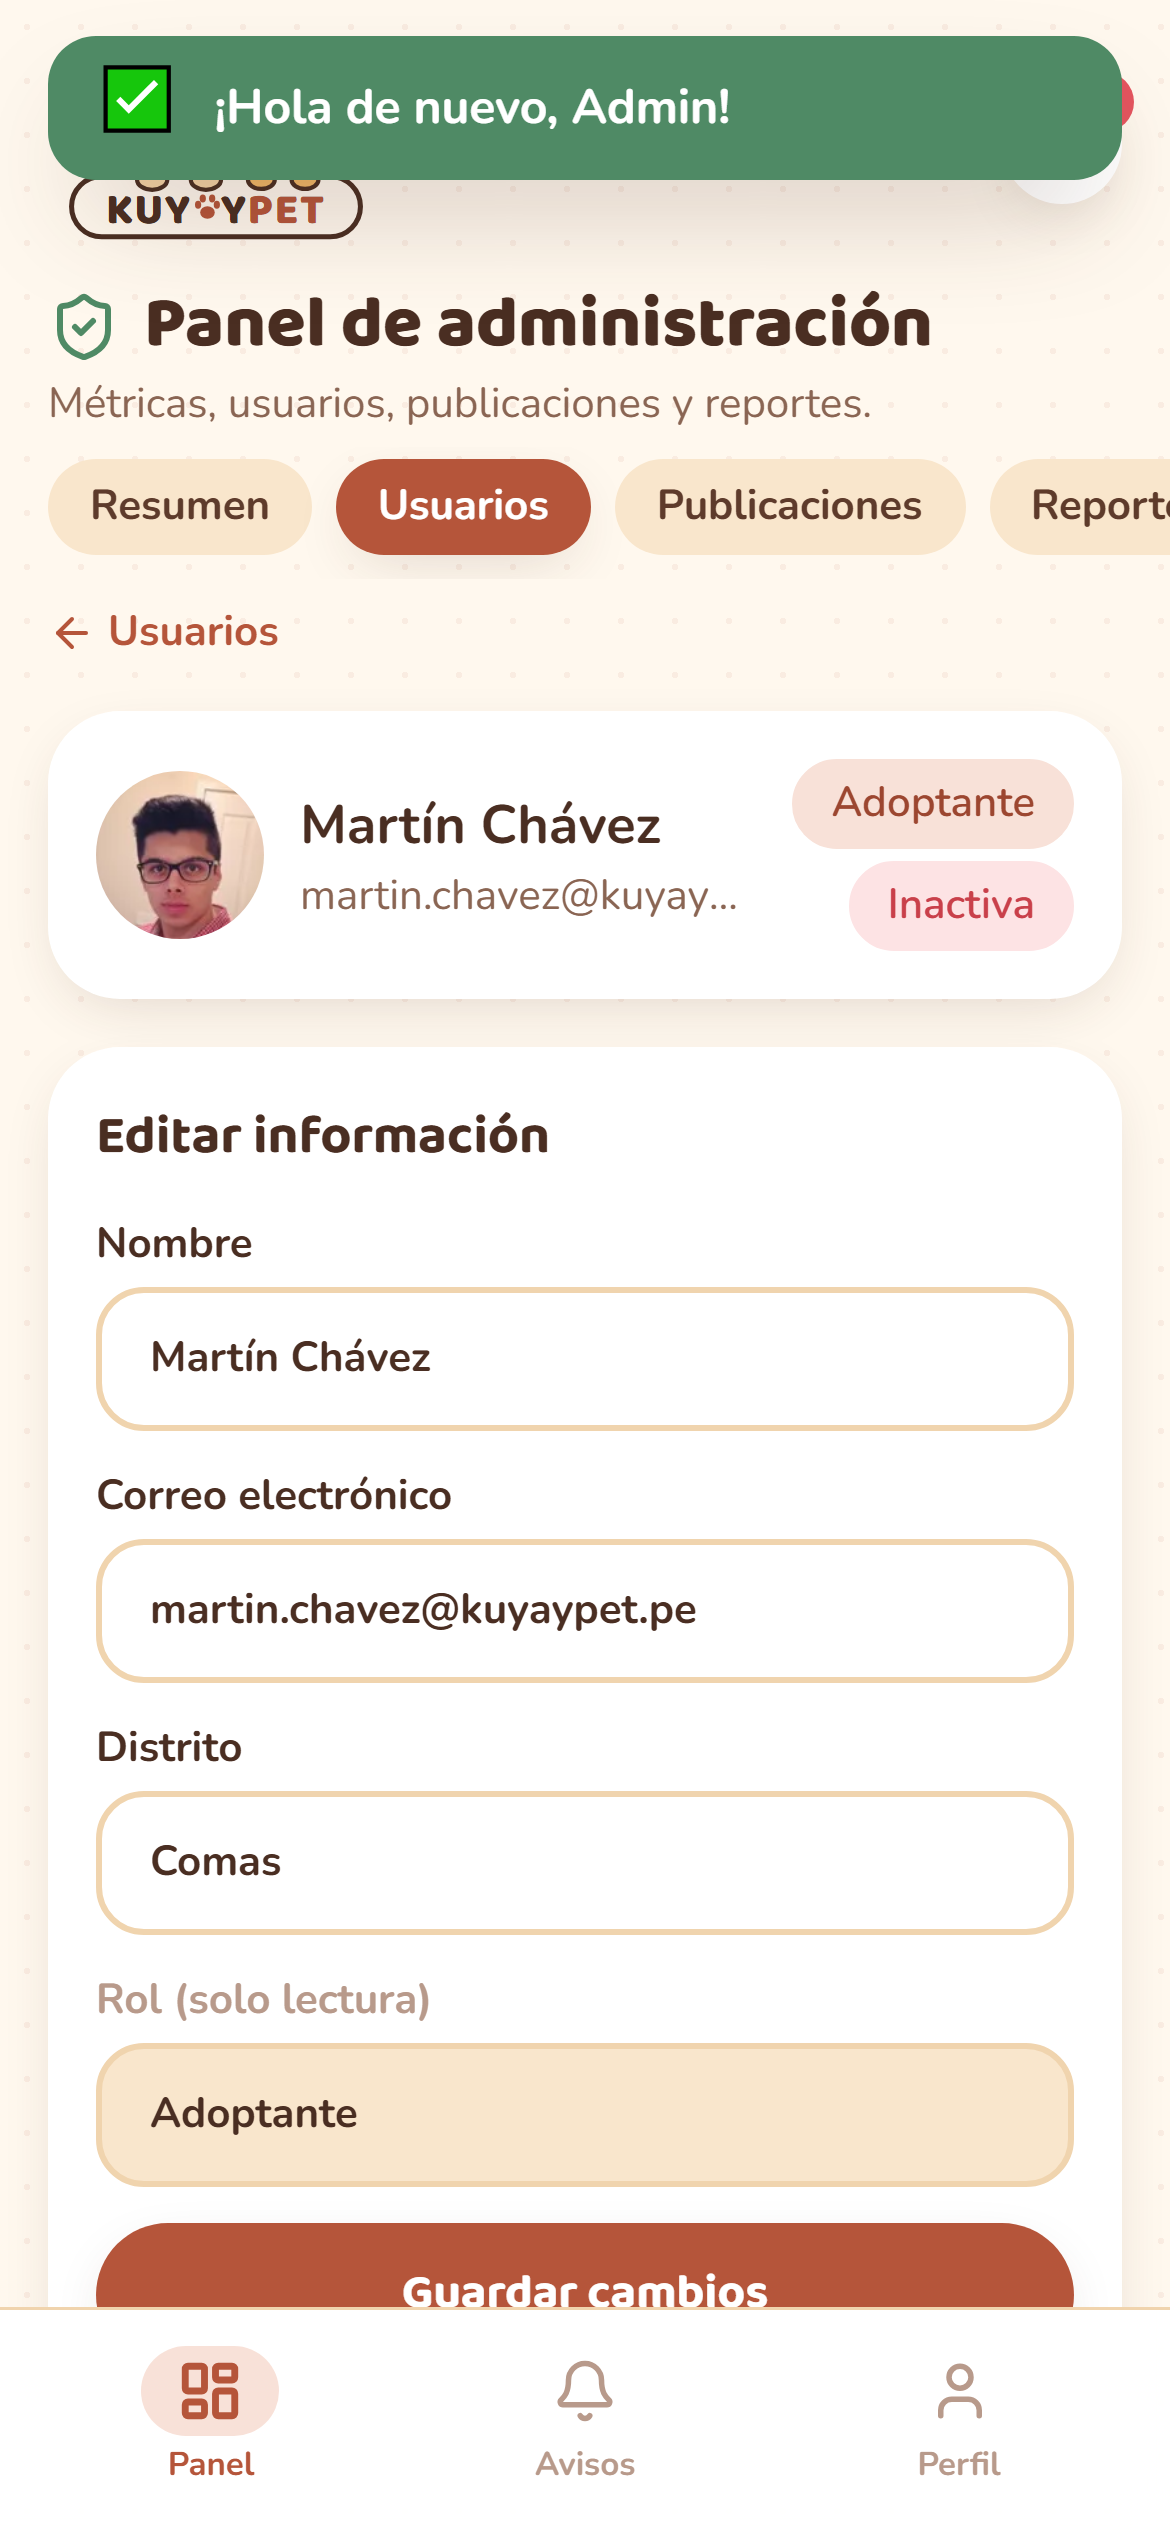 ¡Hola de nuevo, Admin!
KUY YPET
Panel de administración
Métricas, usuarios, publicaciones y reportes.
Resumen
Usuarios
Publicaciones
Usuarios
Martín Chávez
martin.chavez@kuyay...
Adoptante
Inactiva
Editar información
Nombre
Martín Chávez
Correo electrónico
martin.chavez@kuyaypet.pe
Distrito
Comas
Rol (solo lectura)
Adoptante
Guardar cambios
Panel
Avisos
Perfil